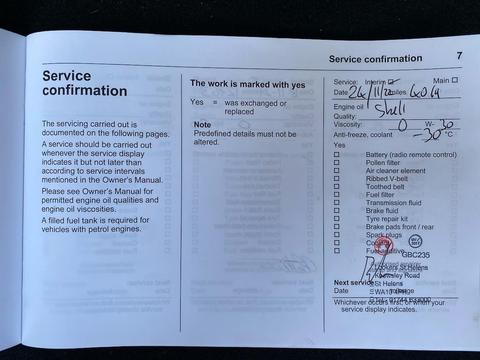 Service confirmation 7
Service
confirmation
The servicing carried out is
documented on the following pages.
A service should be carried out
whenever the service display
indicates it but not later than
according to service intervals
mentioned in the Owner's Manual.
Please see Owner's Manual for
permitted engine oil qualities and
engine oil viscosities.
A filled fuel tank is required for
vehicles with petrol engines.
The work is marked with yes
Yes = was exchanged or
replaced
Note
Predefined details must not be
altered.
Service: Interim ☑ Main ☐
Date Miles
Engine oil
Quality: Shell
Viscosity: 0 W- 30
Anti-freeze, coolant -30 °C
Yes
☐ Battery (radio remote control)
☐ Pollen filter
☐ Air cleaner element
☐ Ribbed V-belt
☐ Toothed belt
☐ Fuel filter
☐ Transmission fluid
☐ Brake fluid
☐ Tyre repair kit
☐ Brake pads front / rear
☐ Spark plugs
☐
☐ Fuel additive
GBC235
St Helens
Road
Next service St Helens
Date
Whichever occurs first, or when your
service display indicates.